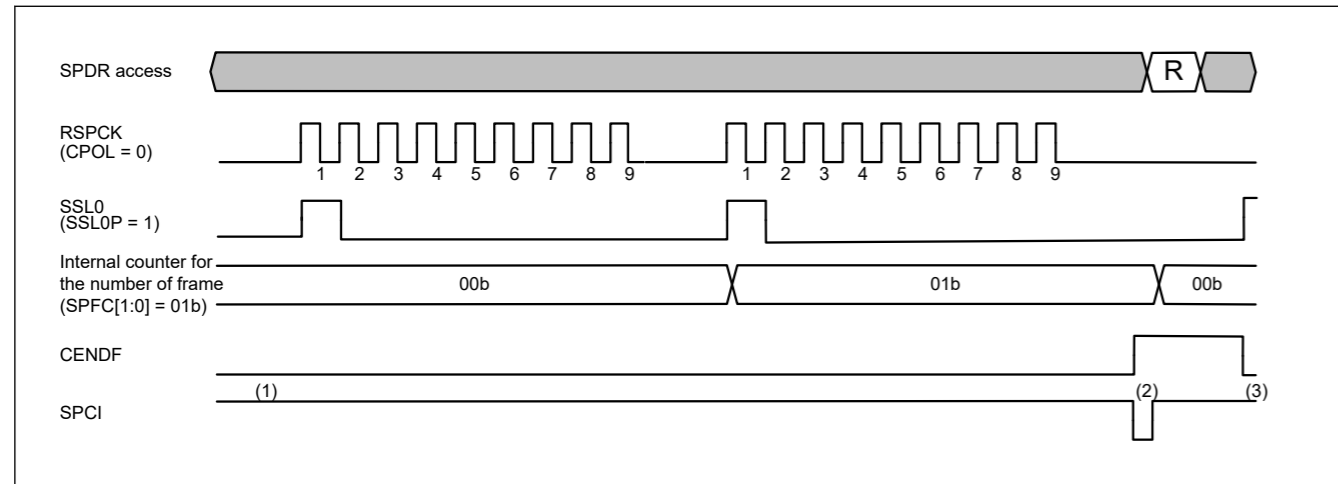 SPDR access
R
RSPCK
(CPOL = 0)
1 2 3 4 5 6 7 8 9 1 2 3 4 5 6 7 8 9
SSL0
(SSL0P = 1)
Internal counter for
the number of frame
(SPFC[1:0] = 01b)
00b 01b 00b
CENDF
(1) (2) (3)
SPCI